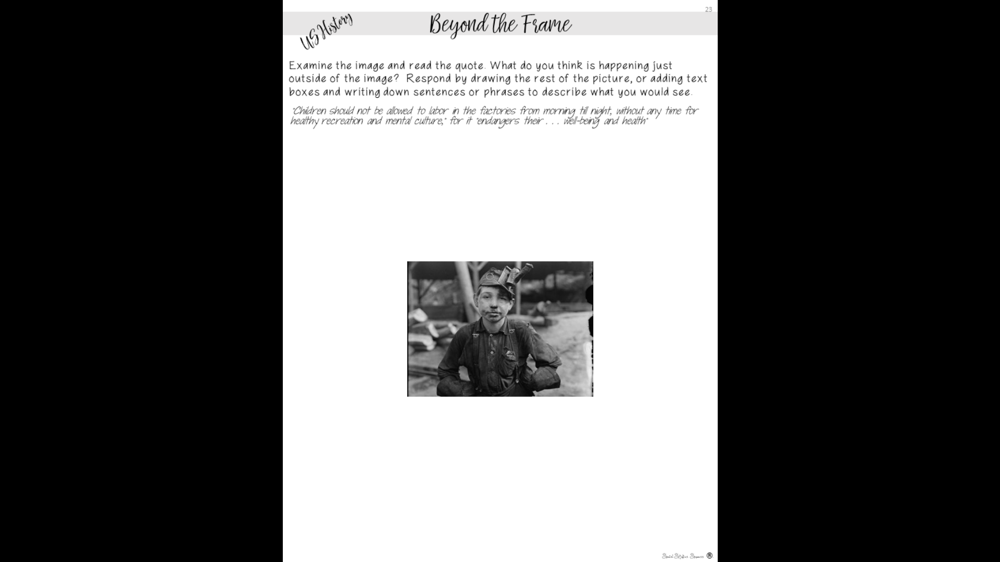 23
US History
Beyond the Frame
Examine the image and read the quote. What do you think is happening just
outside of the image? Respond by drawing the rest of the picture, or adding text
boxes and writing down sentences or phrases to describe what you would see.
"Children should not be allowed to labor in the factories from morning till night, without any time for
healthy recreation and mental culture," for it "endangers their . . . well-being and health"
Social Studies Success ®